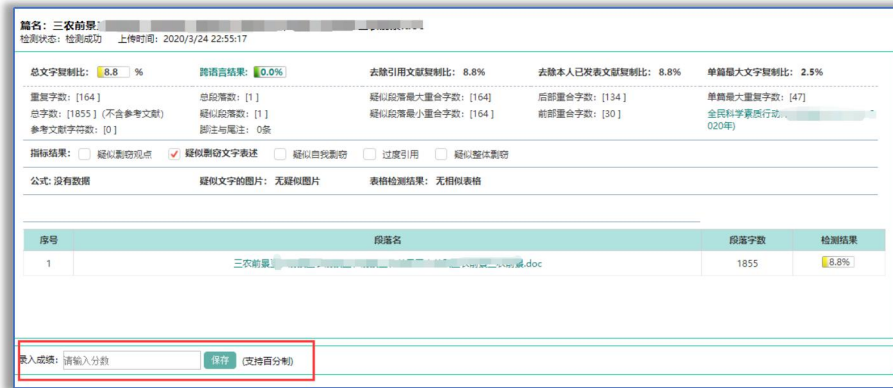 篇名：三农前景
检测状态：检测成功 上传时间：2020/3/24 22:55:17
总文字复制比： 8.8 % 跨语言结果： 0.0% 去除引用文献复制比： 8.8% 去除本人已发表文献复制比： 8.8% 单篇最大文字复制比： 2.5%
重复字数：[164] 总段落数：[1] 疑似段落最大重合字数：[164] 后部重合字数：[134] 单篇最大重复字数：[47]
总字数：[1855] (不含参考文献) 疑似段落数：[1] 疑似段落最小重合字数：[164] 前部重合字数：[30] 全民科学素质行动
参考文献字符数：[0] 脚注与尾注： 0条 020年)
指标结果： 疑似剽窃观点 疑似剽窃文字表述 疑似自我剽窃 过度引用 疑似整体剽窃
公式: 没有数据 疑似文字的图片： 无疑似图片 表格检测结果： 无相似表格
序号 段落名 段落字数 检测结果
1 三农前景 三农前景.doc 1855 8.8%
录入成绩： 请输入分数 保存 (支持百分制)